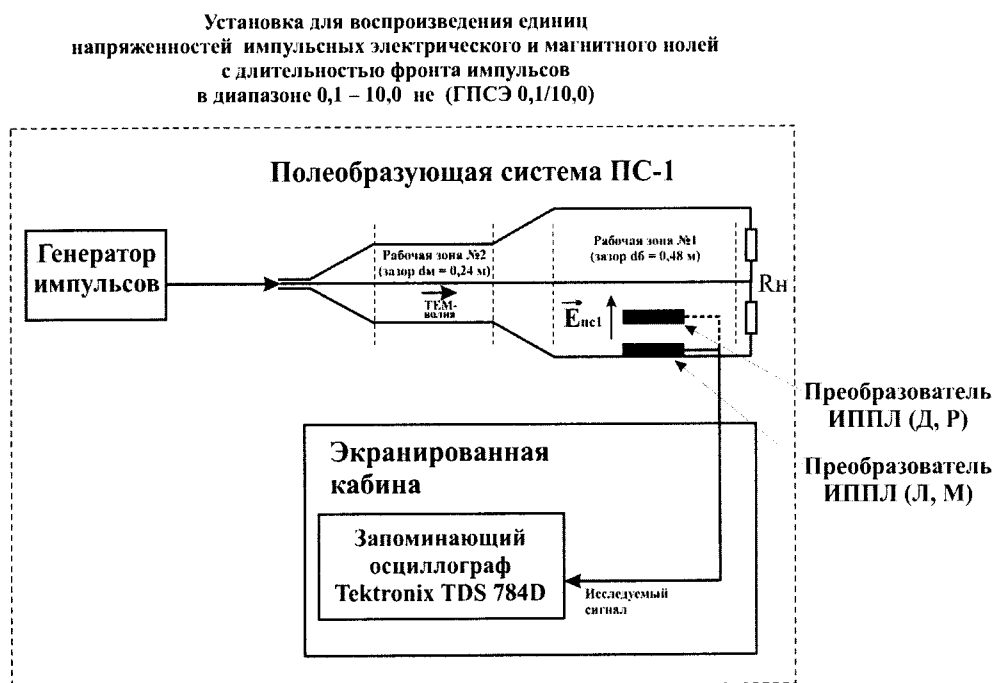 Установка для воспроизведения единиц
напряженностей импульсных электрического и магнитного нолей
с длительностью фронта импульсов
в диапазоне 0,1 – 10,0 не (ГПСЭ 0,1/10,0)
Полеобразующая система ПС-1
Генератор
импульсов
Рабочая зона №2
(зазор dм = 0,24 м)
Рабочая зона №1
(зазор dб = 0,48 м)
ТЕМ-
волна
Eпс1
Rн
Преобразователь
ИППЛ (Д, Р)
Преобразователь
ИППЛ (Л, М)
Экранированная
кабина
Запоминающий
осциллограф
Tektronix TDS 784D
Исследуемый
сигнал